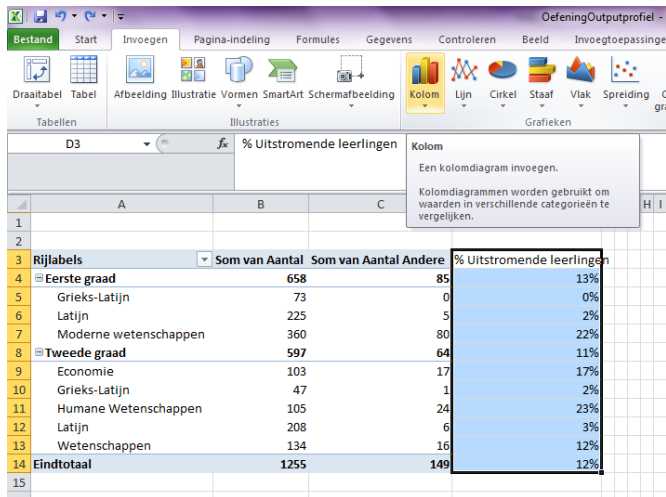 OefeningOutputprofiel -
Bestand Start Invoegen Pagina-indeling Formules Gegevens Controleren Beeld Invoegtoepassinge
Draaitabel Tabel Afbeelding Illustratie Vormen SmartArt Schermafbeelding Kolom Lijn Cirkel Staaf Vlak Spreiding
Tabellen Illustraties Grafieken
D3 fx % Uitstromende leerlingen
Kolom
Een kolomdiagram invoegen.
Kolomdiagrammen worden gebruikt om
waarden in verschillende categorieën te
vergelijken.
A B C H I
1
2
3 Rijlabels Som van Aantal Som van Aantal Andere % Uitstromende leerlingen
4 Eerste graad 658 85 13%
5 Grieks-Latijn 73 0 0%
6 Latijn 225 5 2%
7 Moderne wetenschappen 360 80 22%
8 Tweede graad 597 64 11%
9 Economie 103 17 17%
10 Grieks-Latijn 47 1 2%
11 Humane Wetenschappen 105 24 23%
12 Latijn 208 6 3%
13 Wetenschappen 134 16 12%
14 Eindtotaal 1255 149 12%
15